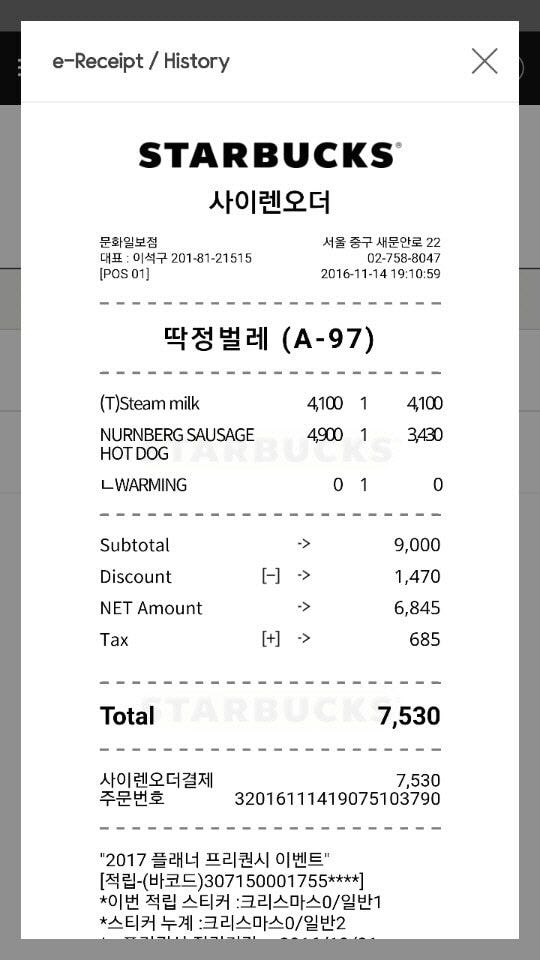 e-Receipt / History
STARBUCKS®
사이렌오더
문화일보점 서울 중구 새문안로 22
대표 : 이석구 201-81-21515 02-758-8047
[POS 01] 2016-11-14 19:10:59
딱정벌레 (A-97)
(T)Steam milk 4,100 1 4,100
NURNBERG SAUSAGE 4,900 1 3,430
HOT DOG
ㄴWARMING 0 1 0
Subtotal -> 9,000
Discount [-] -> 1,470
NET Amount -> 6,845
Tax [+] -> 685
Total 7,530
사이렌오더결제 7,530
주문번호 32016111419075103790
"2017 플래너 프리퀀시 이벤트"
[적립-(바코드)307150001755****]
*이번 적립 스티커 :크리스마스0/일반1
*스티커 누계 :크리스마스0/일반2